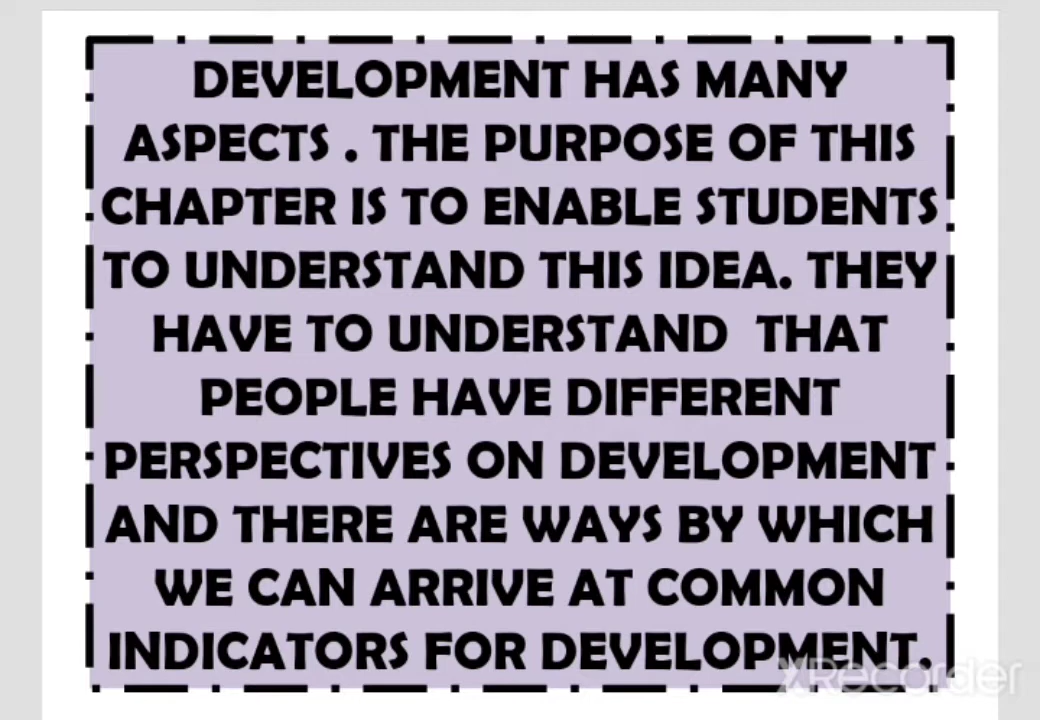 DEVELOPMENT HAS MANY
ASPECTS . THE PURPOSE OF THIS
CHAPTER IS TO ENABLE STUDENTS
TO UNDERSTAND THIS IDEA. THEY
HAVE TO UNDERSTAND  THAT
PEOPLE HAVE DIFFERENT
PERSPECTIVES ON DEVELOPMENT
AND THERE ARE WAYS BY WHICH
WE CAN ARRIVE AT COMMON
INDICATORS FOR DEVELOPMENT.
XRecorder